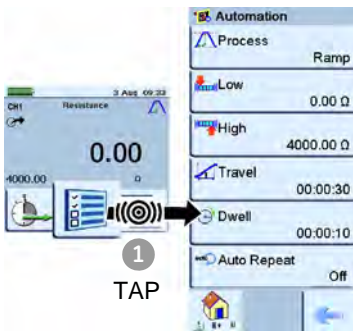 Automation
Process
Ramp
Low
0.00 Ω
High
4000.00 Ω
Travel
00:00:30
Dwell
00:00:10
Auto Repeat
Off
3 Aug 09:33
CH1
Resistance
0.00
4000.00
Ω
1
TAP